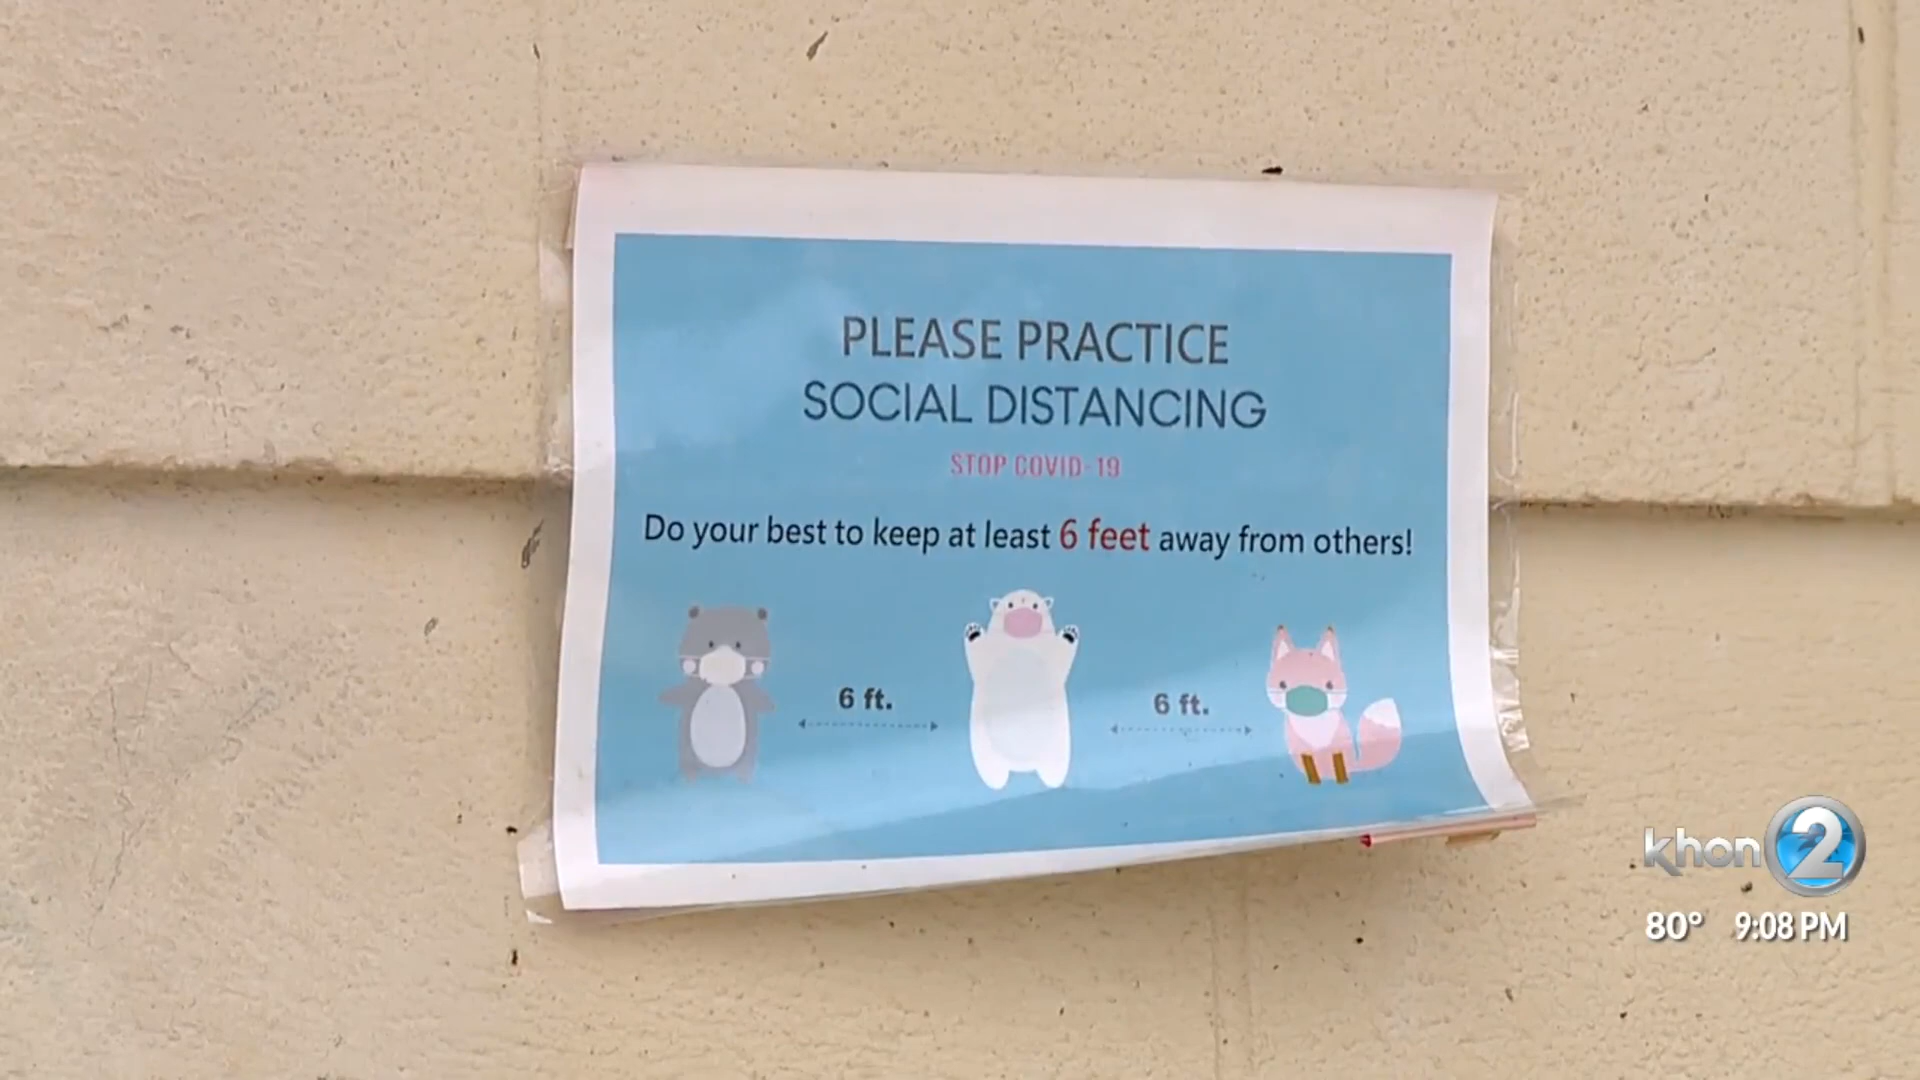 PLEASE PRACTICE
SOCIAL DISTANCING
STOP COVID-19
Do your best to keep at least 6 feet away from others!
6 ft.
6 ft.
khon 2
80° 9:08 PM